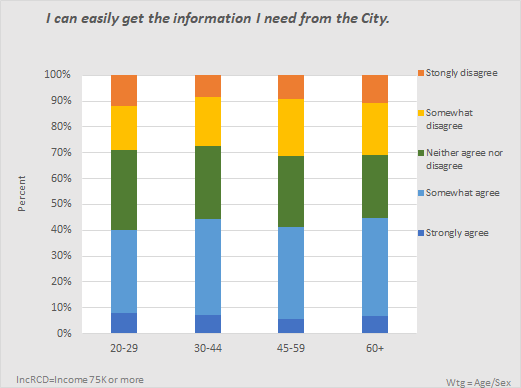 I can easily get the information I need from the City.
100%
90%
80%
70%
60%
50%
40%
30%
20%
10%
0%
Percent
20-29 30-44 45-59 60+
Stongly disagree
Somewhat
disagree
Neither agree nor
disagree
Somewhat agree
Strongly agree
IncRCD=Income 75K or more
Wtg = Age/Sex